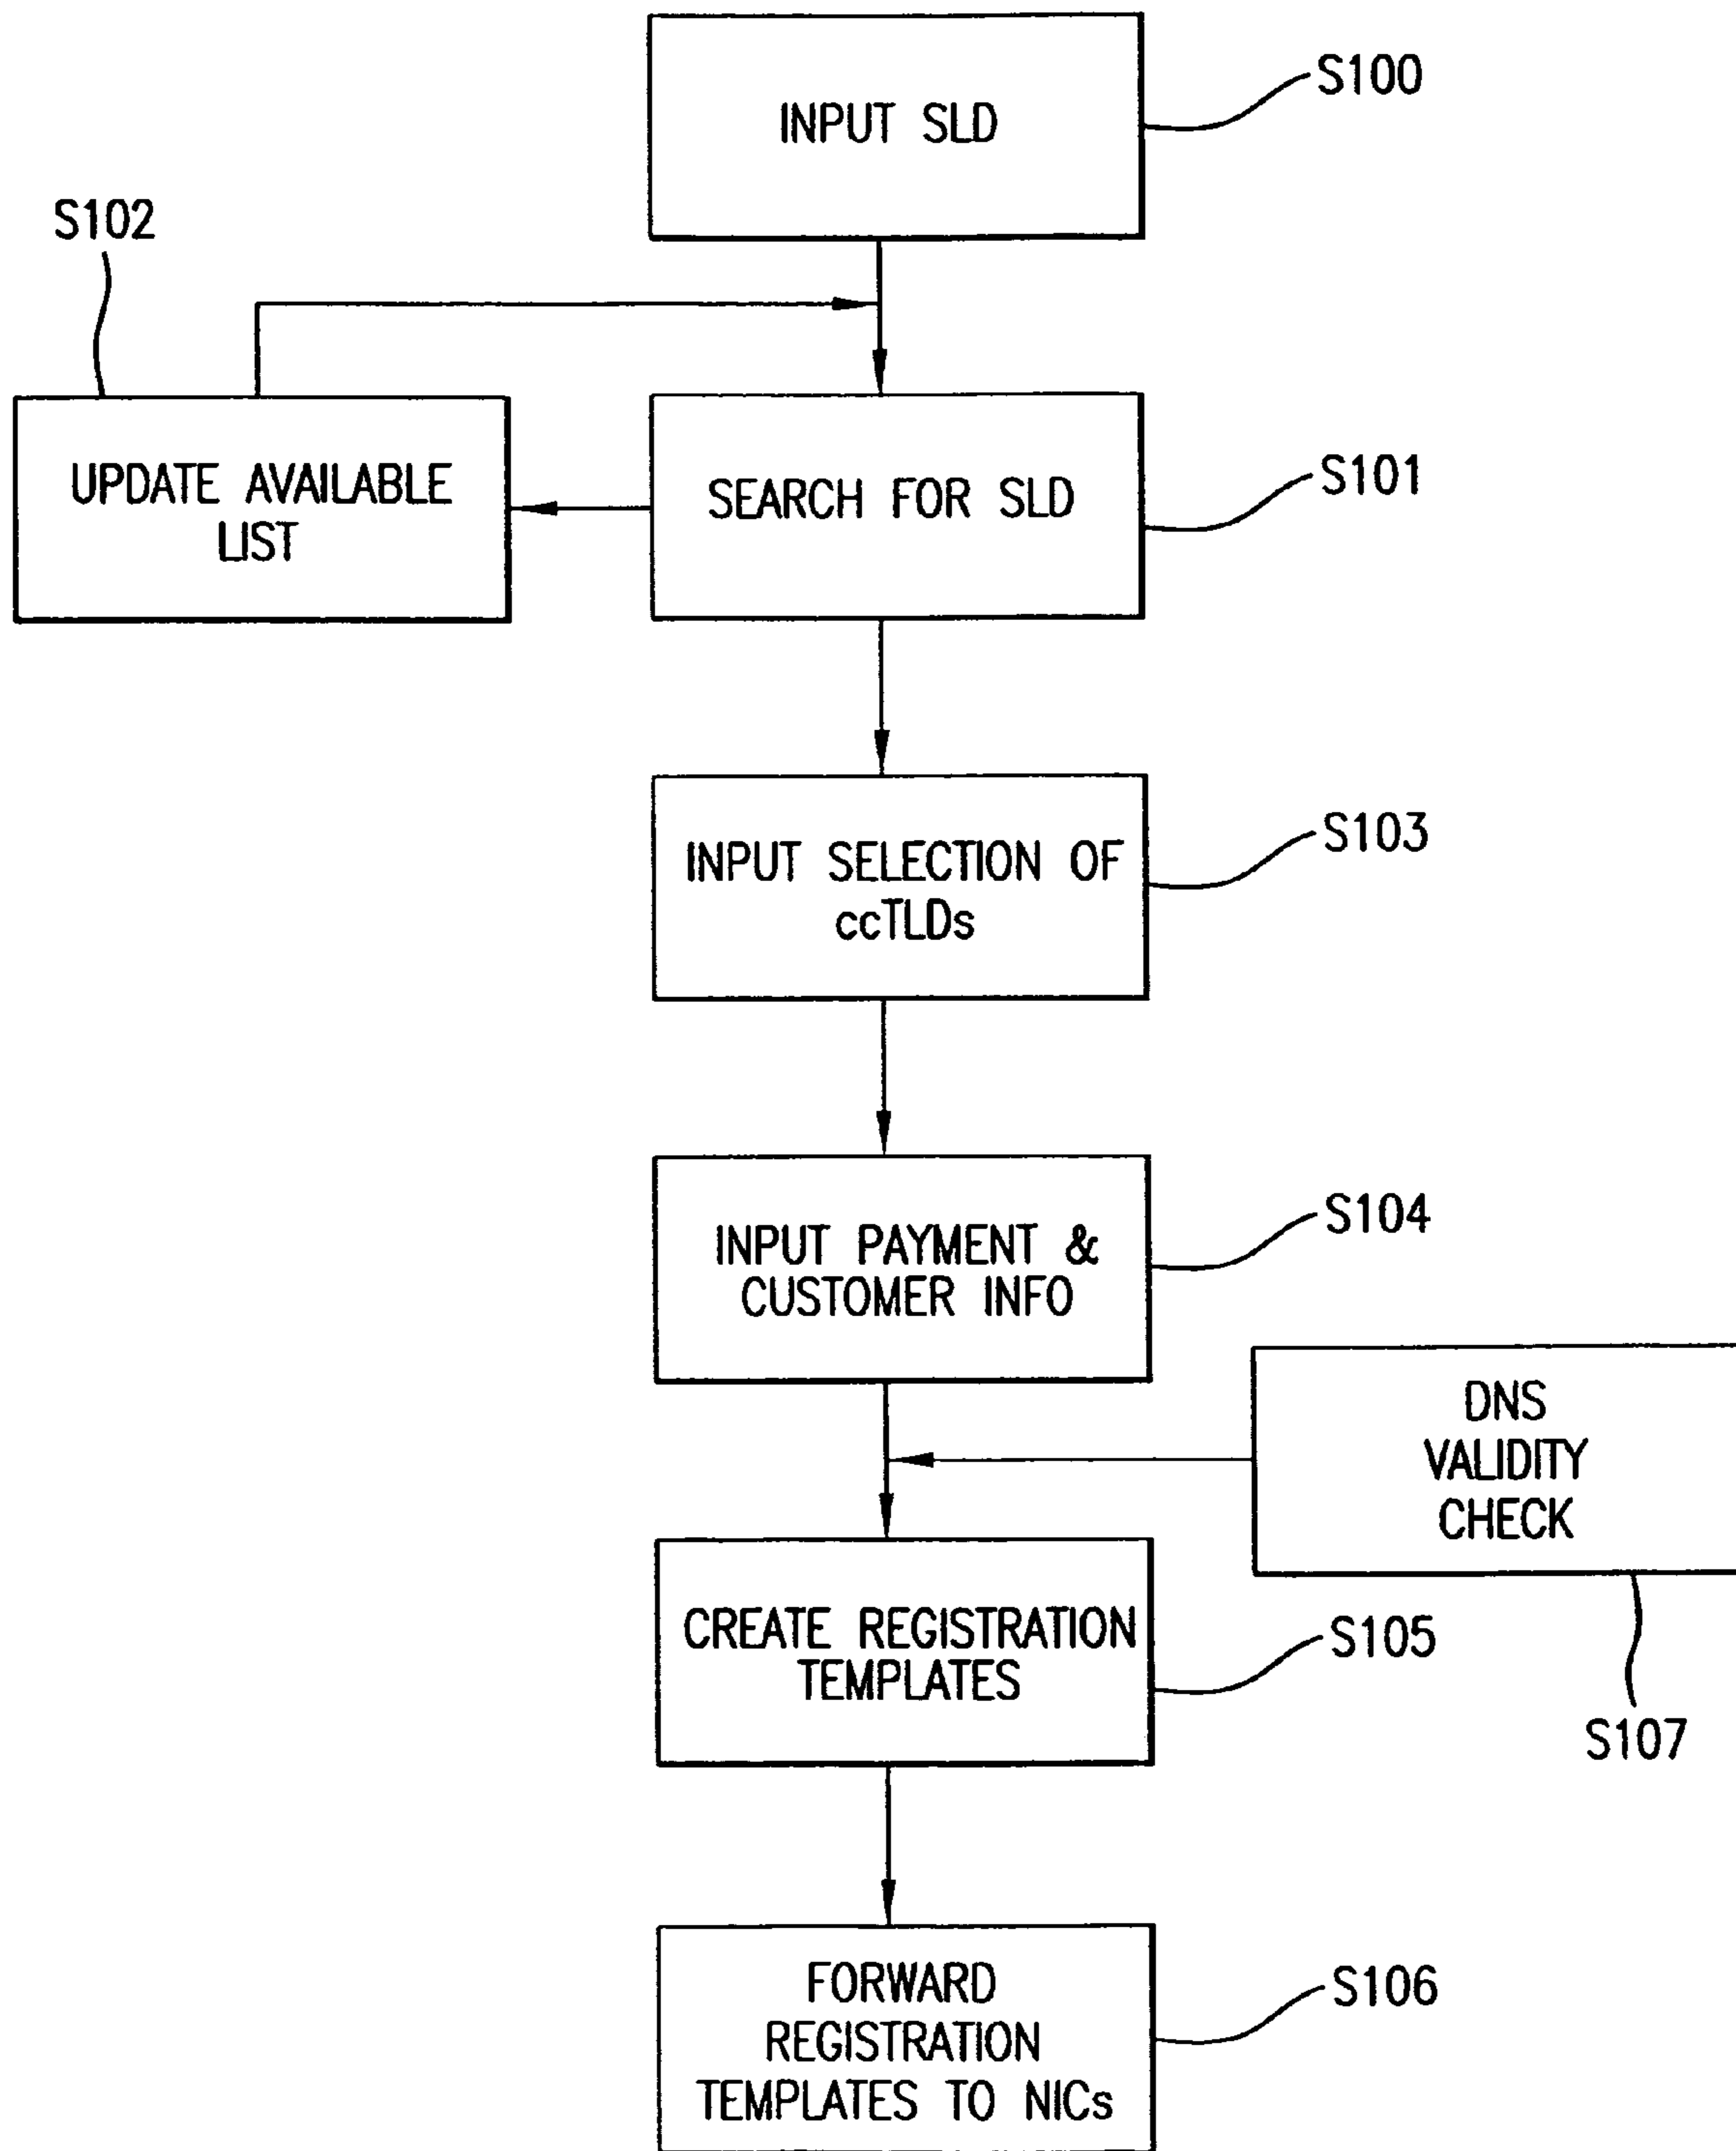 INPUT SLD
S100
S102
UPDATE AVAILABLE
LIST
SEARCH FOR SLD
S101
INPUT SELECTION OF
ccTLDs
S103
INPUT PAYMENT &
CUSTOMER INFO
S104
DNS
VALIDITY
CHECK
S107
CREATE REGISTRATION
TEMPLATES
S105
FORWARD
REGISTRATION
TEMPLATES TO NICs
S106